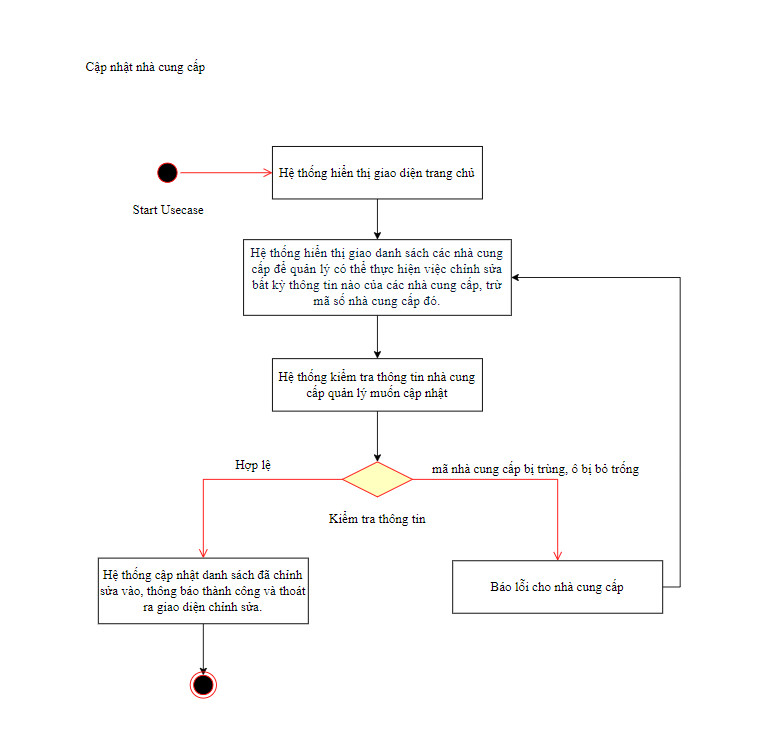 Cập nhật nhà cung cấp
Hệ thống hiển thị giao diện trang chủ
Start Usecase
Hệ thống hiển thị giao danh sách các nhà cung
cấp để quản lý có thể thực hiện việc chỉnh sửa
bất kỳ thông tin nào của các nhà cung cấp, trừ
mã số nhà cung cấp đó.
Hệ thống kiểm tra thông tin nhà cung
cấp quản lý muốn cập nhật
Hợp lệ
mã nhà cung cấp bị trùng, ô bị bỏ trống
Kiểm tra thông tin
Hệ thống cập nhật danh sách đã chỉnh
sửa vào, thông báo thành công và thoát
ra giao diện chỉnh sửa.
Báo lỗi cho nhà cung cấp